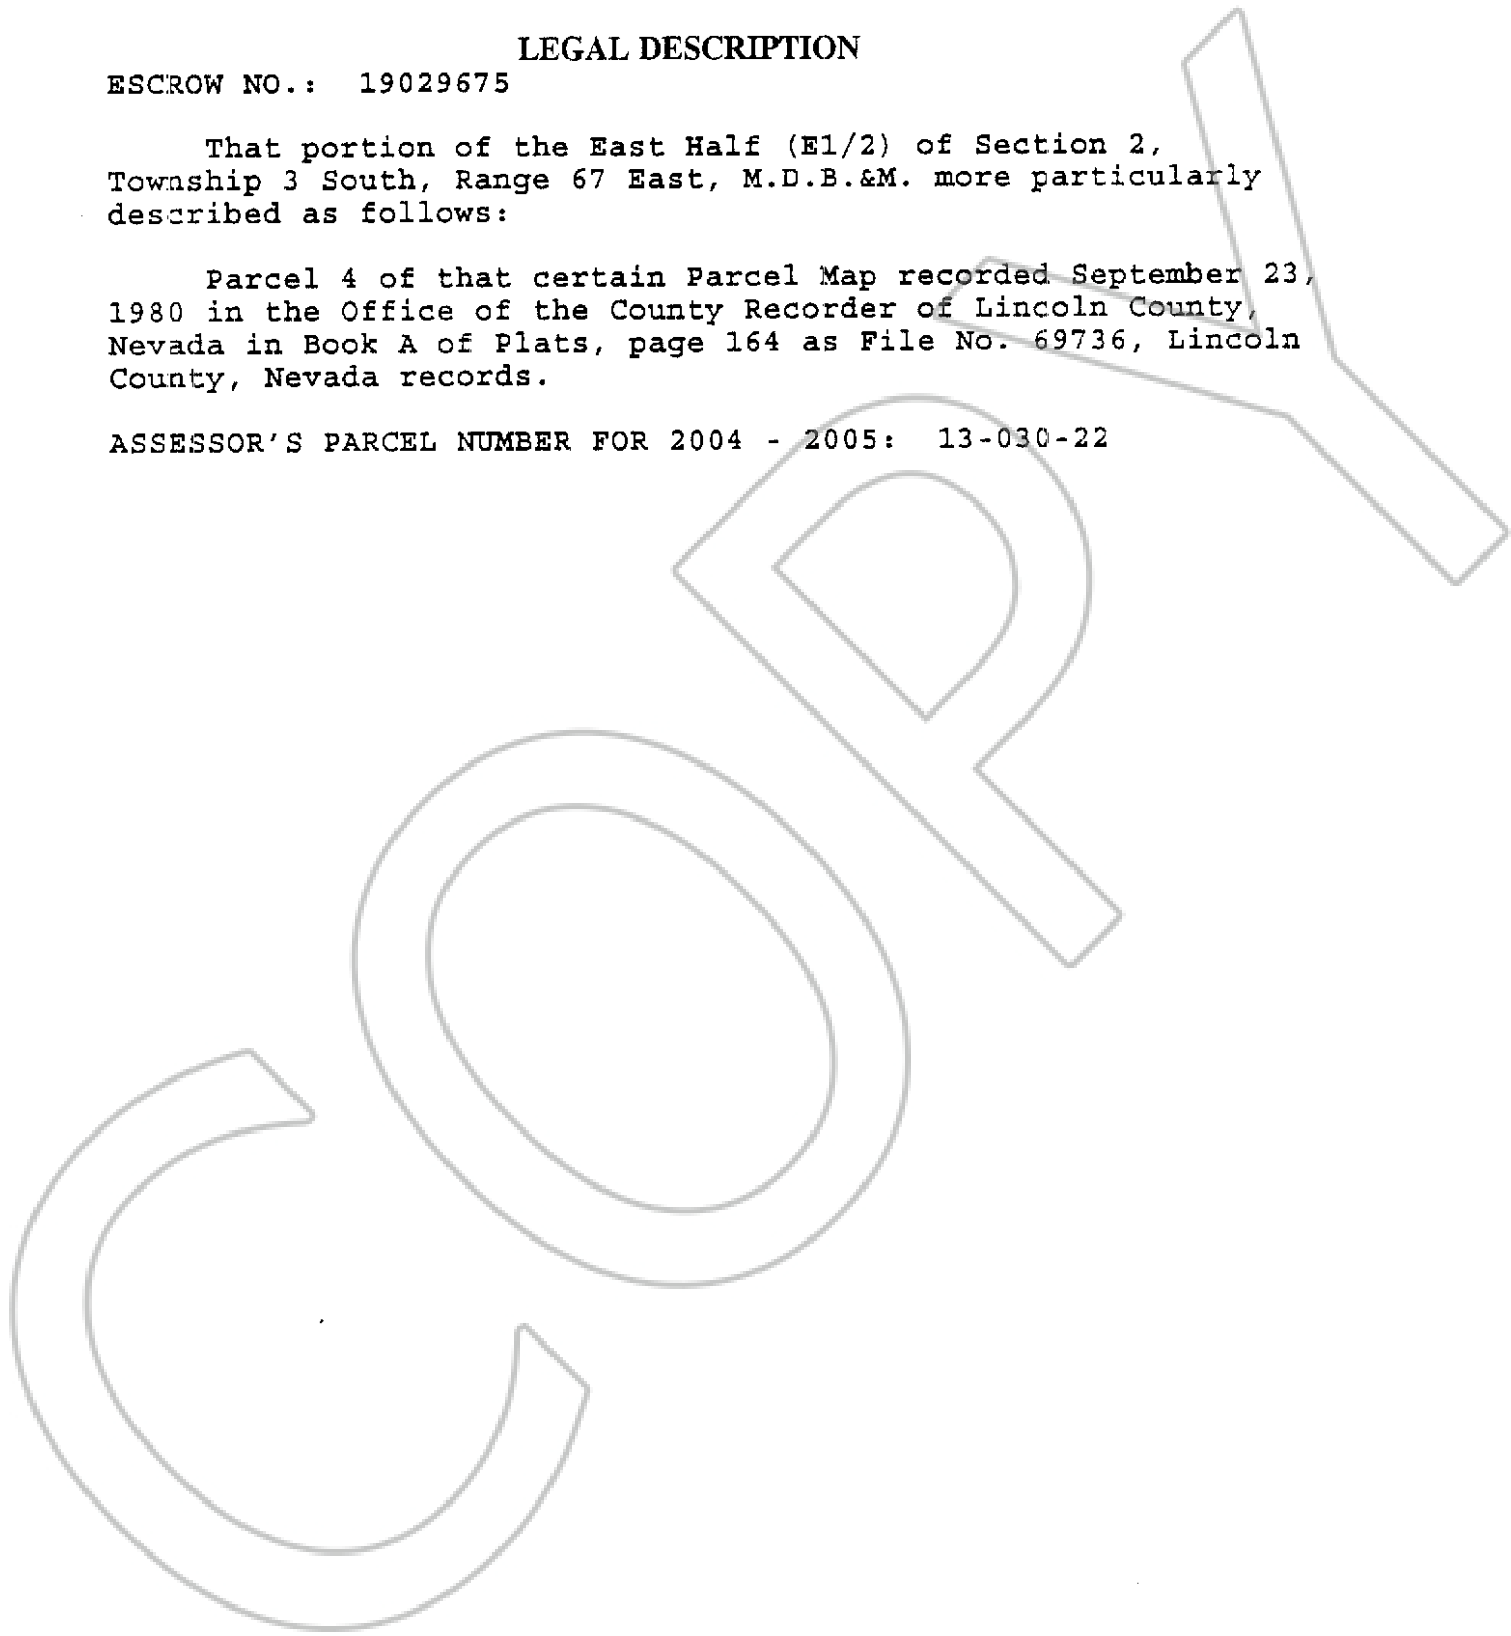 LEGAL DESCRIPTION
ESCROW NO.: 19029675
That portion of the East Half (E1/2) of Section 2,
Township 3 South, Range 67 East, M.D.B.&M. more particularly
described as follows:
Parcel 4 of that certain Parcel Map recorded September 23,
1980 in the Office of the County Recorder of Lincoln County,
Nevada in Book A of Plats, page 164 as File No. 69736, Lincoln
County, Nevada records.
ASSESSOR'S PARCEL NUMBER FOR 2004 - 2005: 13-030-22
COPY